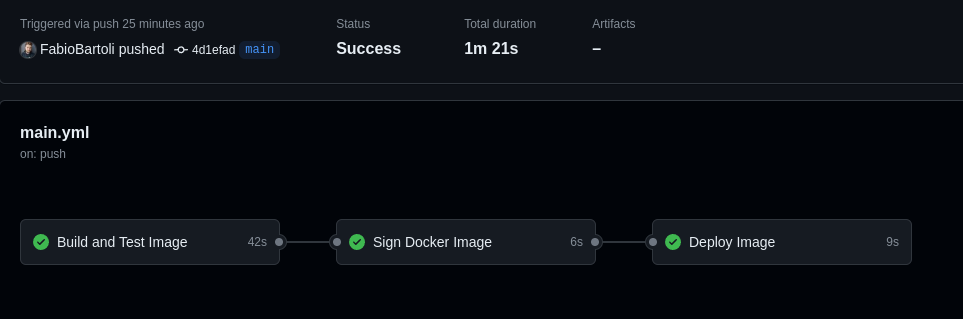 Triggered via push 25 minutes ago
FabioBartoli pushed 4d1efad main
Status
Success
Total duration
1m 21s
Artifacts
–
main.yml
on: push
Build and Test Image 42s
Sign Docker Image 6s
Deploy Image 9s